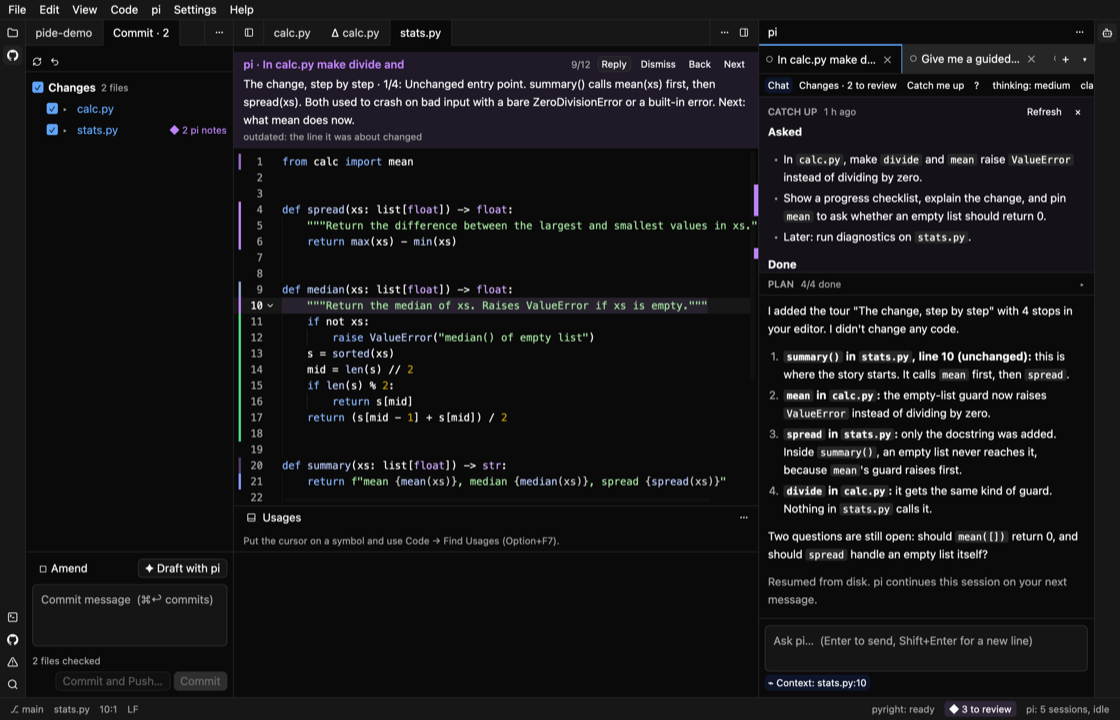 File Edit View Code pi Settings Help
pide-demo Commit · 2 ···
calc.py Δ calc.py stats.py ···
pi ···
In calc.py make d... × Give me a guided... × + ▾
Changes 2 files
calc.py
stats.py ◆ 2 pi notes
pi · In calc.py make divide and 9/12 Reply Dismiss Back Next
The change, step by step · 1/4: Unchanged entry point. summary() calls mean(xs) first, then
spread(xs). Both used to crash on bad input with a bare ZeroDivisionError or a built-in error. Next:
what mean does now.
outdated: the line it was about changed
1 from calc import mean
2
3
4 def spread(xs: list[float]) -> float:
5 """Return the difference between the largest and smallest values in xs."
6 return max(xs) - min(xs)
7
8
9 def median(xs: list[float]) -> float:
10 """Return the median of xs. Raises ValueError if xs is empty."""
11 if not xs:
12 raise ValueError("median() of empty list")
13 s = sorted(xs)
14 mid = len(s) // 2
15 if len(s) % 2:
16 return s[mid]
17 return (s[mid - 1] + s[mid]) / 2
18
19
20 def summary(xs: list[float]) -> str:
21 return f"mean {mean(xs)}, median {median(xs)}, spread {spread(xs)}"
22
Usages ···
Put the cursor on a symbol and use Code → Find Usages (Option+F7).
Chat Changes · 2 to review Catch me up ? thinking: medium cla
CATCH UP 1 h ago Refresh ×
Asked
· In calc.py, make divide and mean raise ValueError
instead of dividing by zero.
· Show a progress checklist, explain the change, and pin
mean to ask whether an empty list should return 0.
· Later: run diagnostics on stats.py.
Done
PLAN 4/4 done
I added the tour "The change, step by step" with 4 stops in
your editor. I didn't change any code.
1. summary() in stats.py, line 10 (unchanged): this is
where the story starts. It calls mean first, then spread.
2. mean in calc.py: the empty-list guard now raises
ValueError instead of dividing by zero.
3. spread in stats.py: only the docstring was added.
Inside summary(), an empty list never reaches it,
because mean's guard raises first.
4. divide in calc.py: it gets the same kind of guard.
Nothing in stats.py calls it.
Two questions are still open: should mean([]) return 0, and
should spread handle an empty list itself?
Resumed from disk. pi continues this session on your next
message.
Ask pi... (Enter to send, Shift+Enter for a new line)
Context: stats.py:10
Amend ✦ Draft with pi
Commit message (⌘↩ commits)
2 files checked
Commit and Push... Commit
main stats.py 10:1 LF
pyright: ready ◆ 3 to review pi: 5 sessions, idle